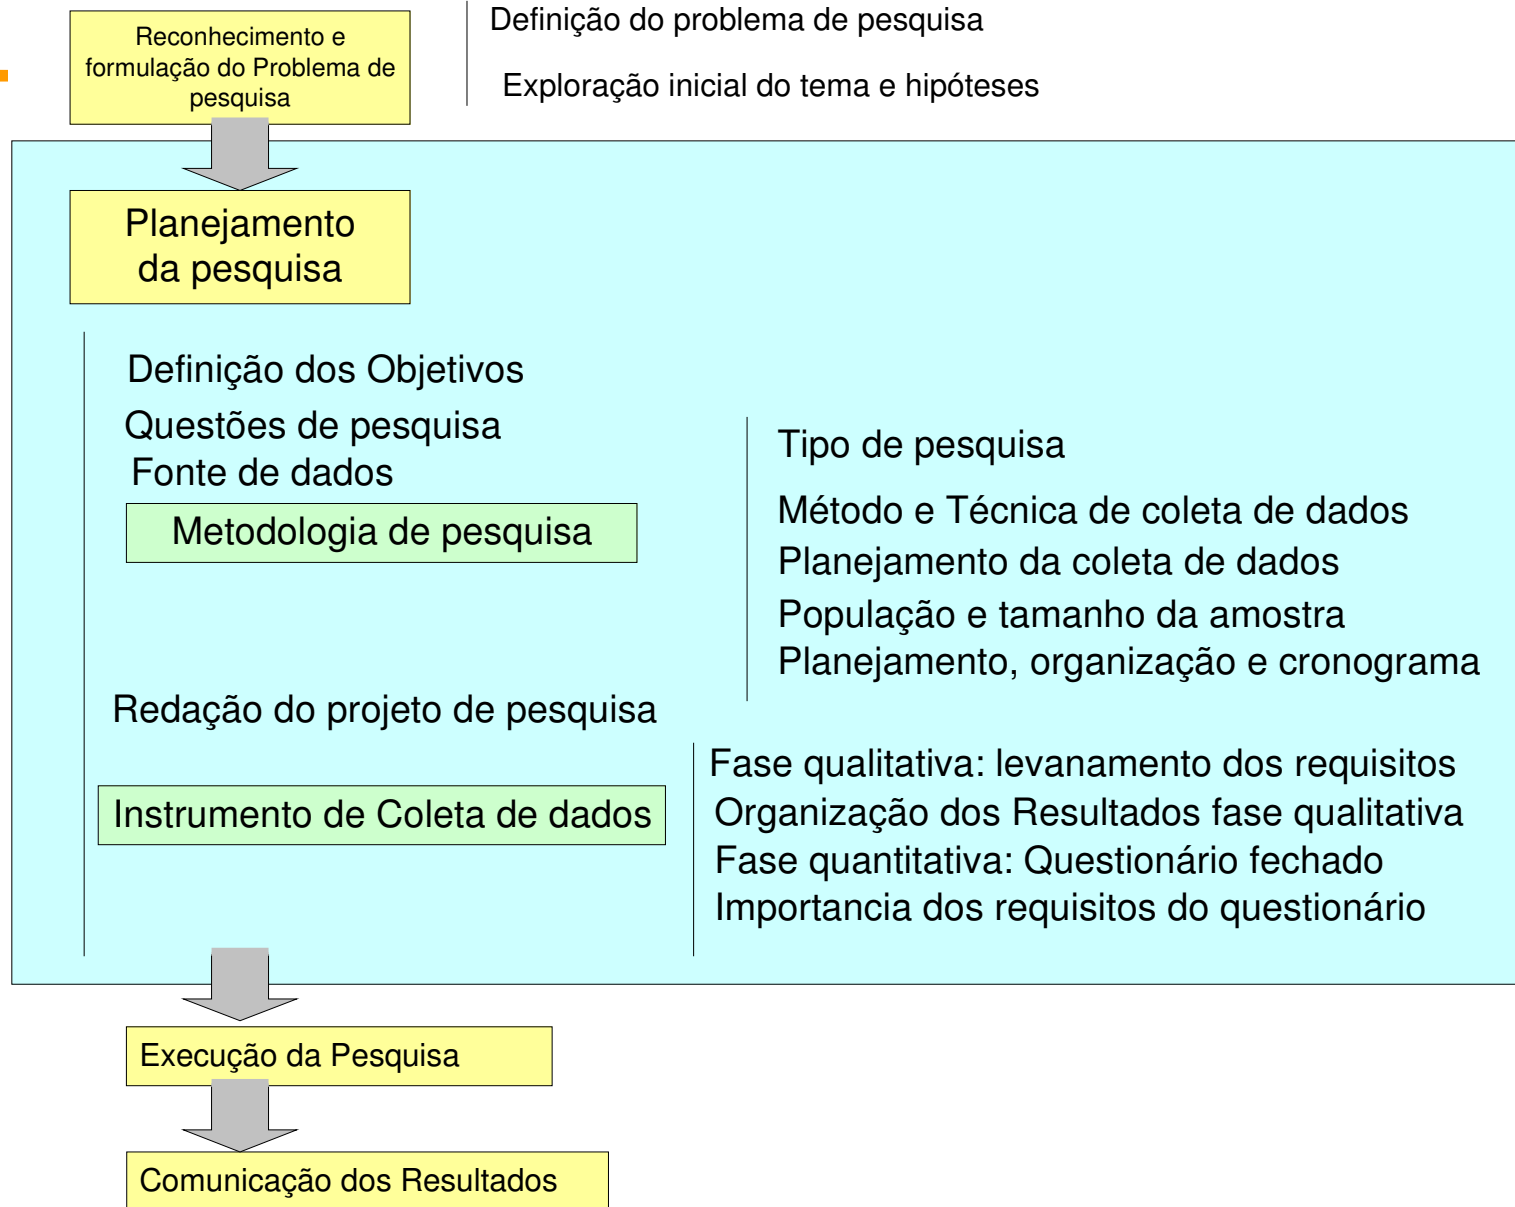 Reconhecimento e
formulação do Problema de
pesquisa
Definição do problema de pesquisa
Exploração inicial do tema e hipóteses
Planejamento
da pesquisa
Definição dos Objetivos
Questões de pesquisa
Fonte de dados
Metodologia de pesquisa
Tipo de pesquisa
Método e Técnica de coleta de dados
Planejamento da coleta de dados
População e tamanho da amostra
Planejamento, organização e cronograma
Redação do projeto de pesquisa
Instrumento de Coleta de dados
Fase qualitativa: levanamento dos requisitos
Organização dos Resultados fase qualitativa
Fase quantitativa: Questionário fechado
Importancia dos requisitos do questionário
Execução da Pesquisa
Comunicação dos Resultados